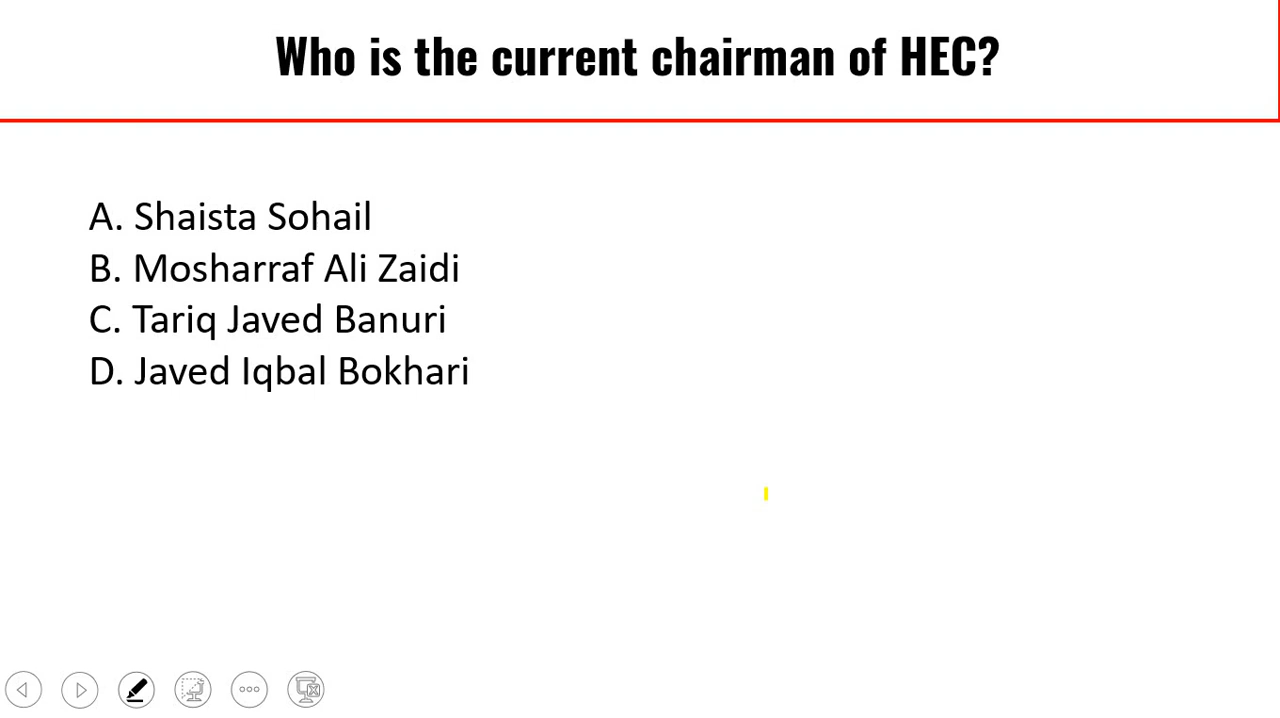 Who is the current chairman of HEC?
A. Shaista Sohail
B. Mosharraf Ali Zaidi
C. Tariq Javed Banuri
D. Javed Iqbal Bokhari